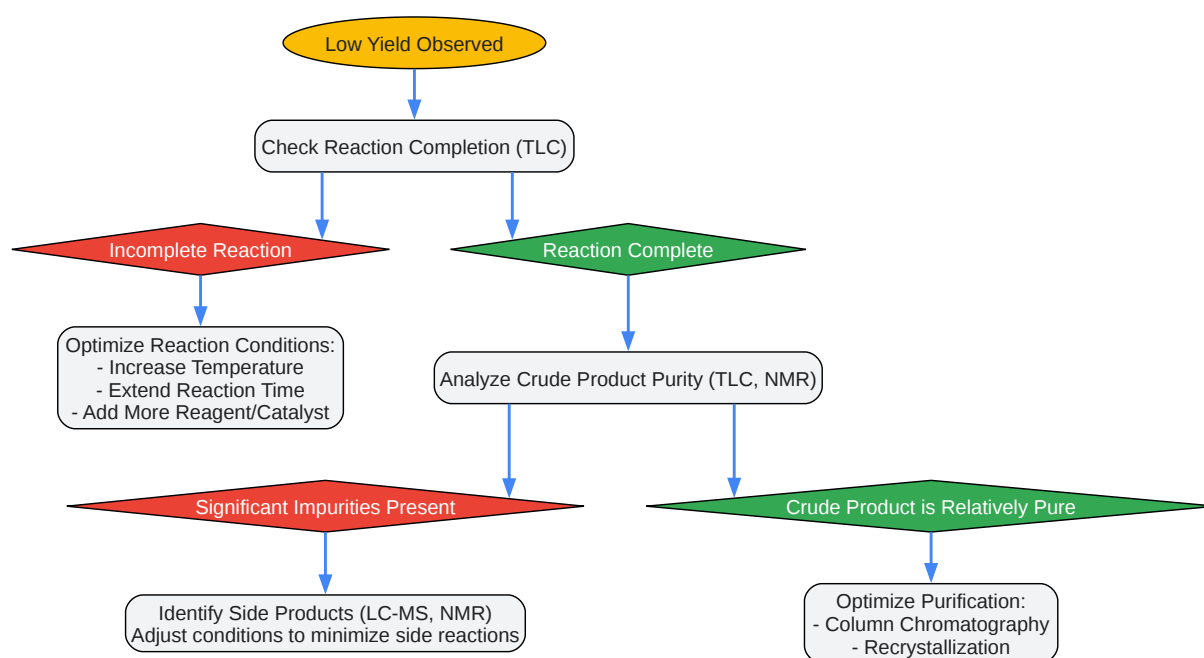 Low Yield Observed
Check Reaction Completion (TLC)
Incomplete Reaction
Reaction Complete
Optimize Reaction Conditions:
- Increase Temperature
- Extend Reaction Time
- Add More Reagent/Catalyst
Analyze Crude Product Purity (TLC, NMR)
Significant Impurities Present
Crude Product is Relatively Pure
Identify Side Products (LC-MS, NMR)
Adjust conditions to minimize side reactions
Optimize Purification:
- Column Chromatography
- Recrystallization